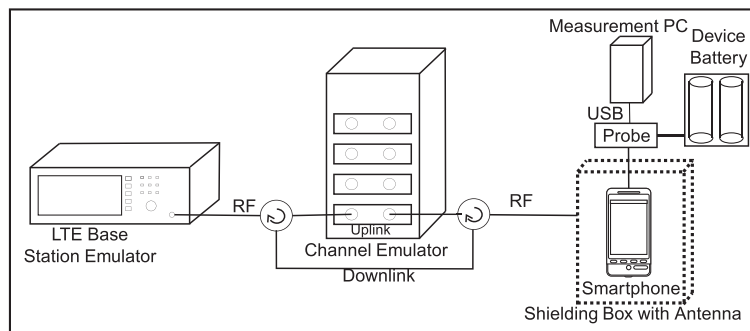 Measurement PC
Device
Battery
USB
Probe
RF
RF
Uplink
LTE Base
Station Emulator
Channel Emulator
Downlink
Smartphone
Shielding Box with Antenna